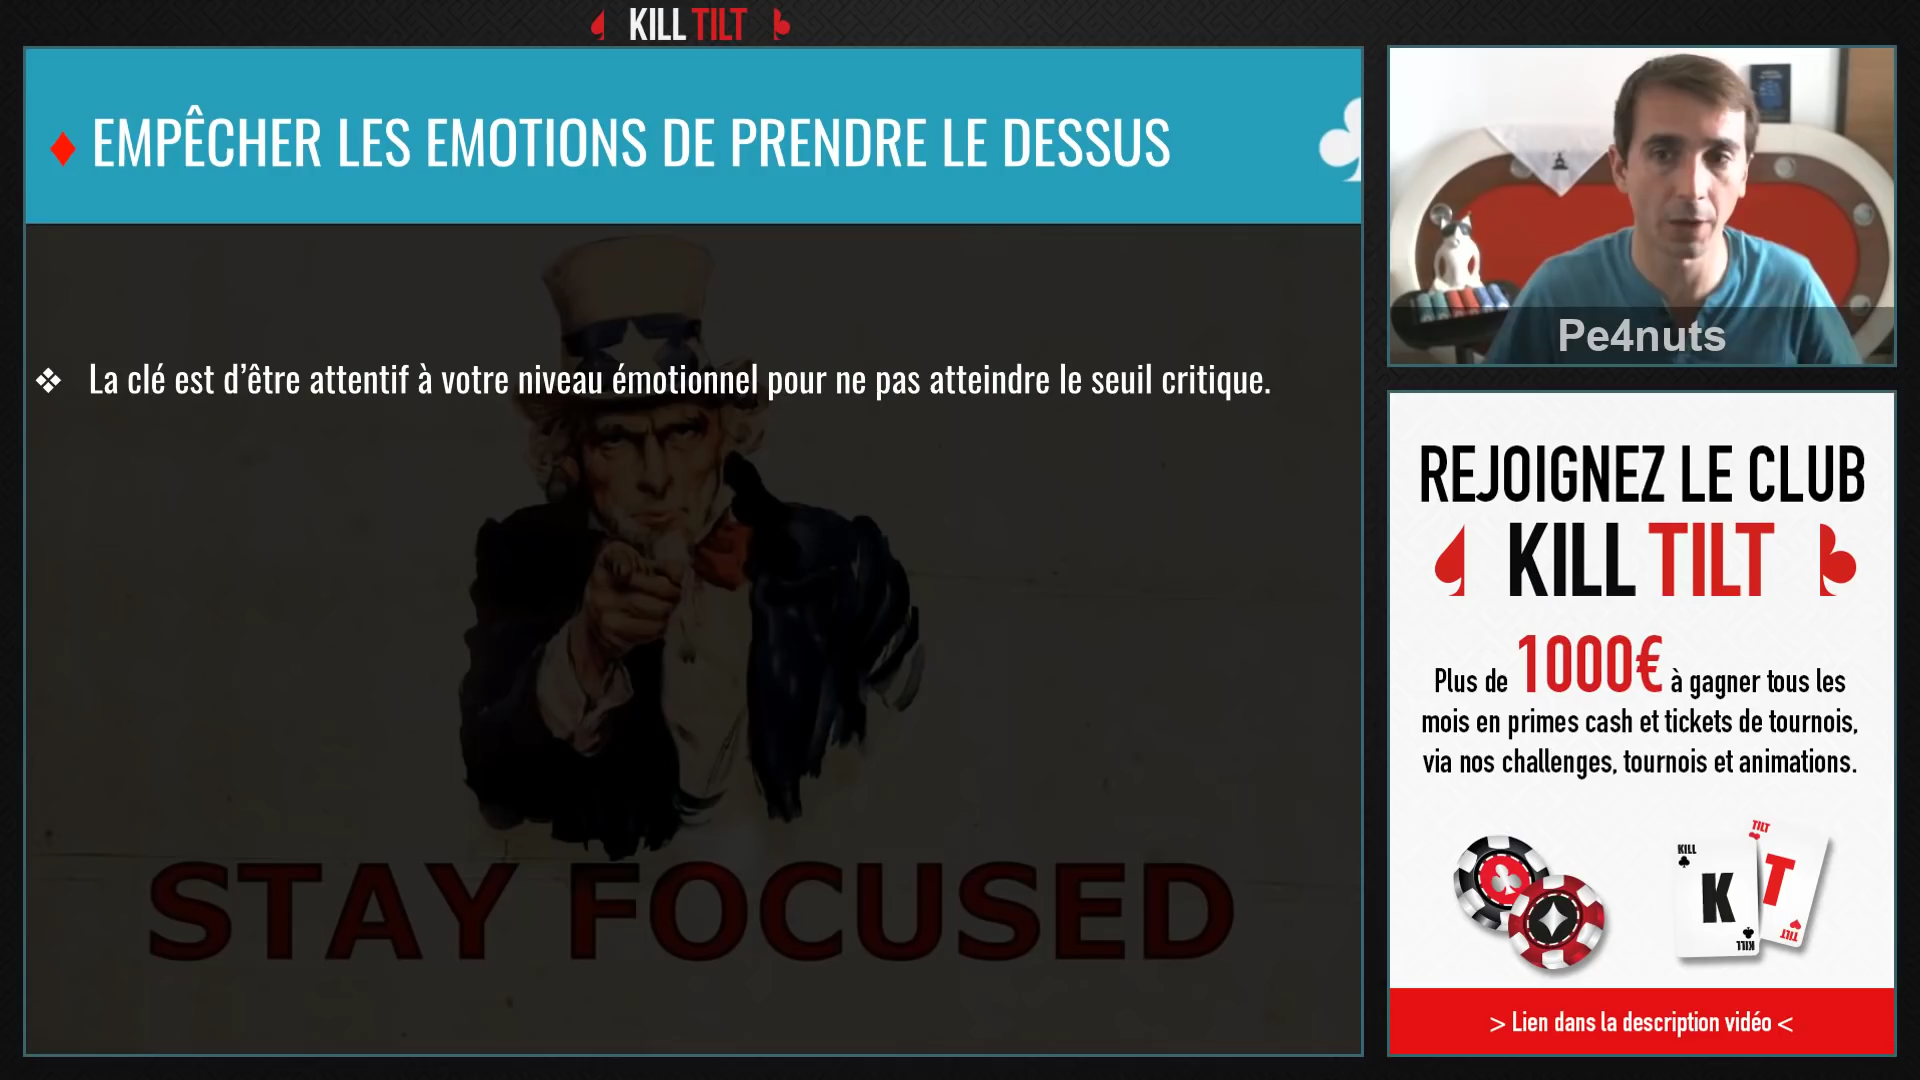 KILL TILT
EMPÊCHER LES EMOTIONS DE PRENDRE LE DESSUS
La clé est d’être attentif à votre niveau émotionnel pour ne pas atteindre le seuil critique.
STAY FOCUSED
Pe4nuts
REJOIGNEZ LE CLUB
KILL TILT
Plus de 1000€ à gagner tous les
mois en primes cash et tickets de tournois,
via nos challenges, tournois et animations.
KILL
K
KILL
TILT
T
TILT
> Lien dans la description vidéo <